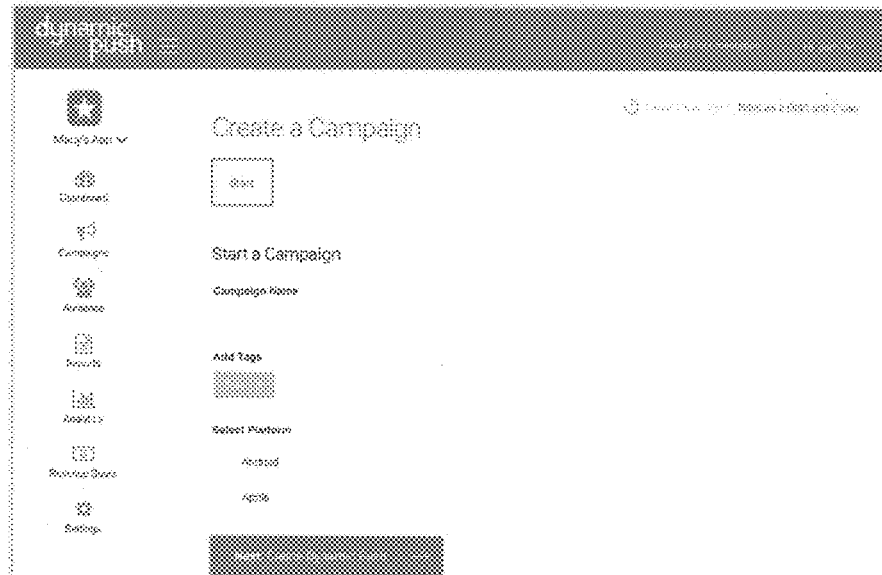 dynamic
push
Macy's App
Create a Campaign
Start
Dashboard
Campaigns
Start a Campaign
Campaign Name
Audience
Reports
Add Tags
Analytics
Select Platform
Android
Apple
Settings
Next